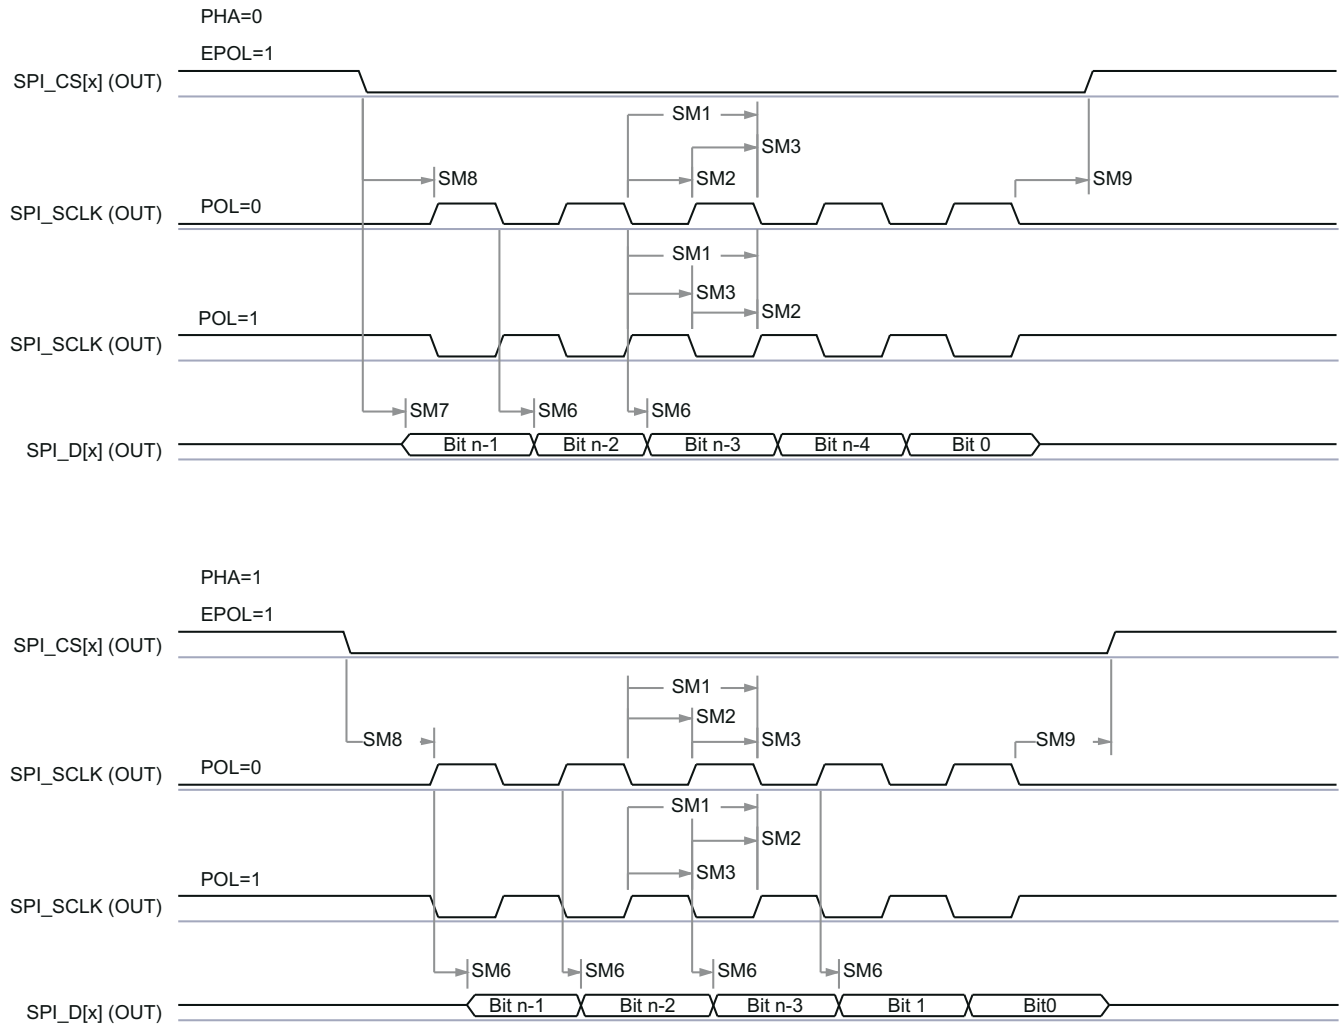 PHA=0
EPOL=1
SPI_CS[x] (OUT)
SM1
SM3
SM8
SM2
SM9
POL=0
SPI_SCLK (OUT)
SM1
SM3
SM2
POL=1
SPI_SCLK (OUT)
SM7
SM6
SM6
SPI_D[x] (OUT)
Bit n-1
Bit n-2
Bit n-3
Bit n-4
Bit 0
PHA=1
EPOL=1
SPI_CS[x] (OUT)
SM1
SM2
SM8
SM3
SM9
POL=0
SPI_SCLK (OUT)
SM1
SM2
SM3
POL=1
SPI_SCLK (OUT)
SM6
SM6
SM6
SM6
SPI_D[x] (OUT)
Bit n-1
Bit n-2
Bit n-3
Bit 1
Bit0